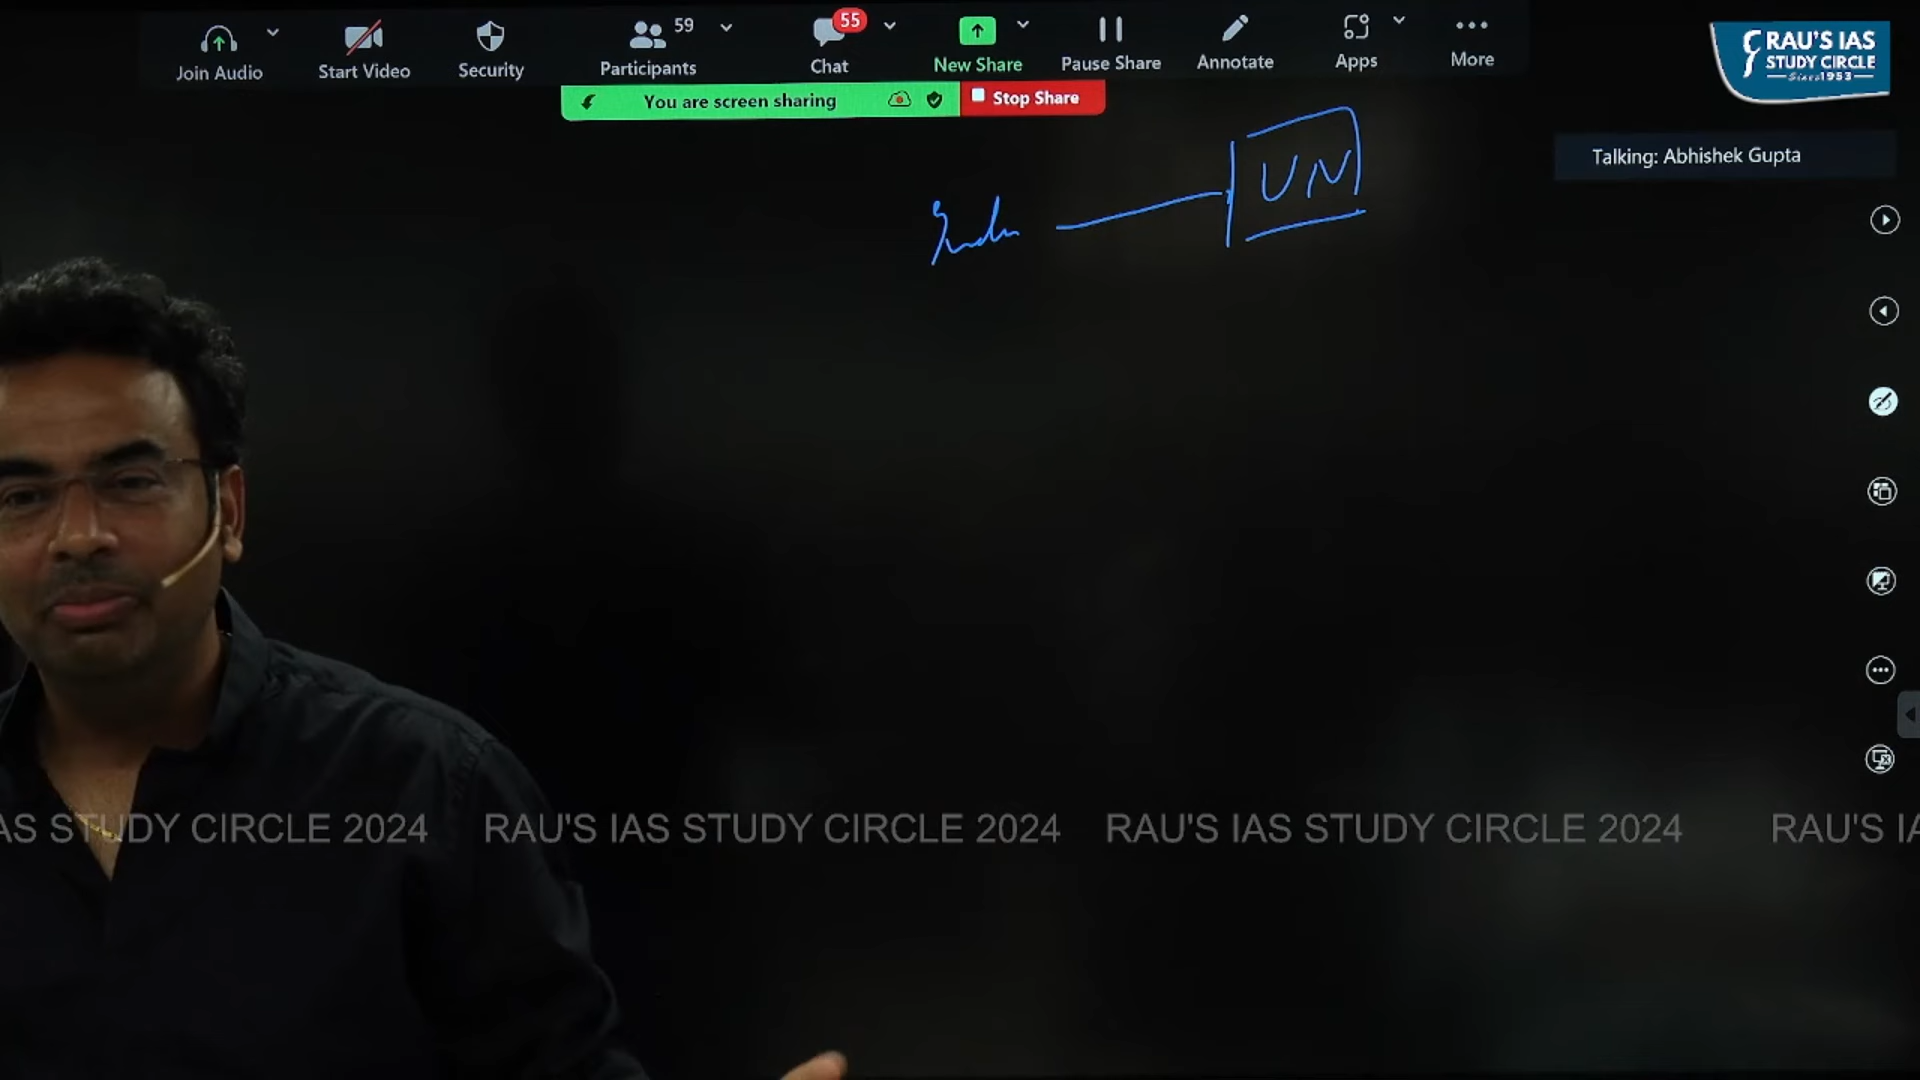 Join Audio
Start Video
Security
59
Participants
55
Chat
New Share
Pause Share
Annotate
Apps
More
You are screen sharing
Stop Share
RAU'S IAS
STUDY CIRCLE
Since 1953
Talking: Abhishek Gupta
India
UN
AS STUDY CIRCLE 2024 RAU'S IAS STUDY CIRCLE 2024 RAU'S IAS STUDY CIRCLE 2024 RAU'S IA